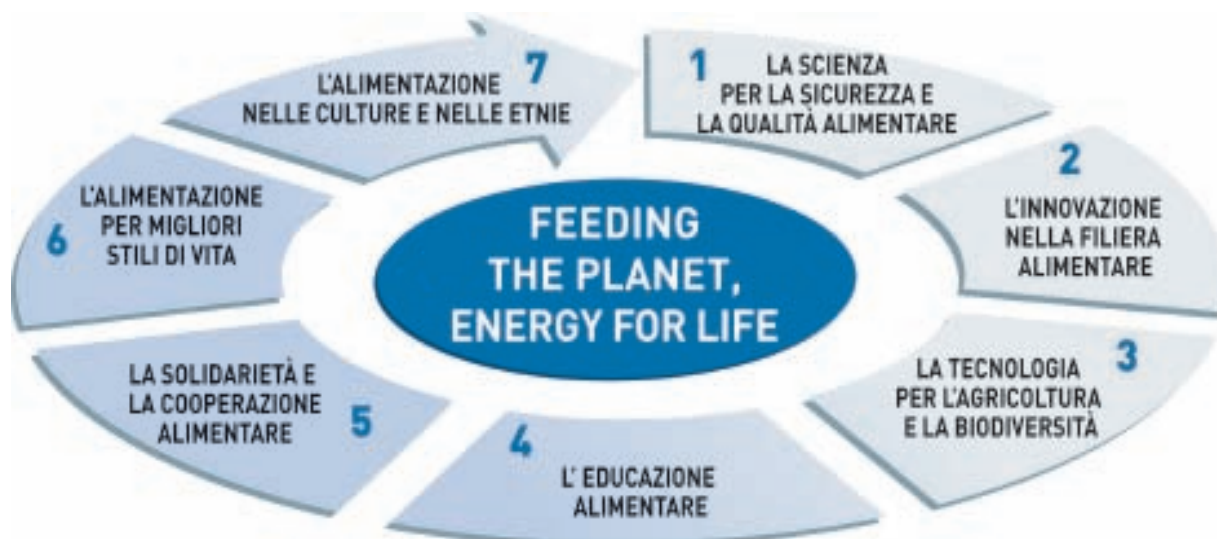 FEEDING
THE PLANET,
ENERGY FOR LIFE
1
LA SCIENZA
PER LA SICUREZZA E
LA QUALITÀ ALIMENTARE
2
L'INNOVAZIONE
NELLA FILIERA
ALIMENTARE
3
LA TECNOLOGIA
PER L'AGRICOLTURA
E LA BIODIVERSITÀ
4
L' EDUCAZIONE
ALIMENTARE
5
LA SOLIDARIETÀ E
LA COOPERAZIONE
ALIMENTARE
6
L'ALIMENTAZIONE
PER MIGLIORI
STILI DI VITA
7
L'ALIMENTAZIONE
NELLE CULTURE E NELLE ETNIE